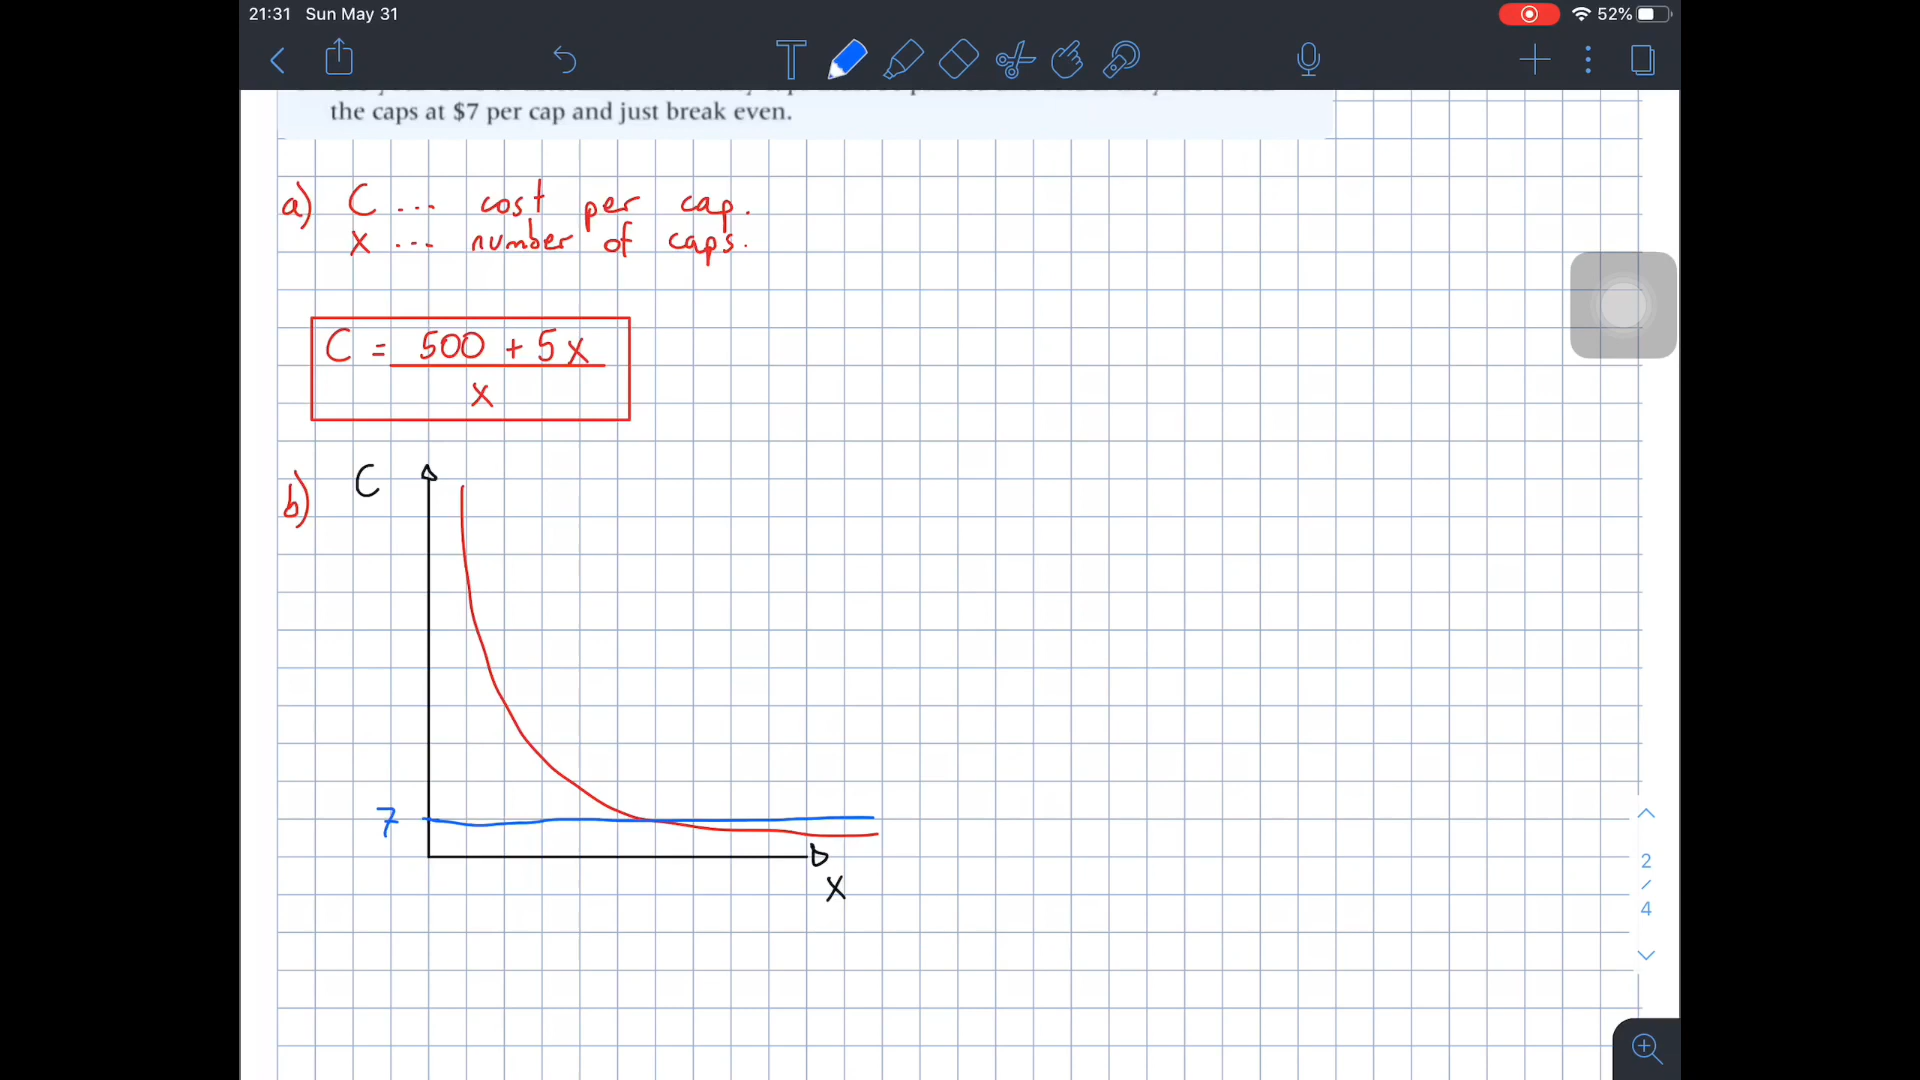 21:31 Sun May 31
52%
the caps at $7 per cap and just break even.
a) C ... cost per cap.
x ... number of caps.
C = 500 + 5x
x
b) C
7
x
2
/
4